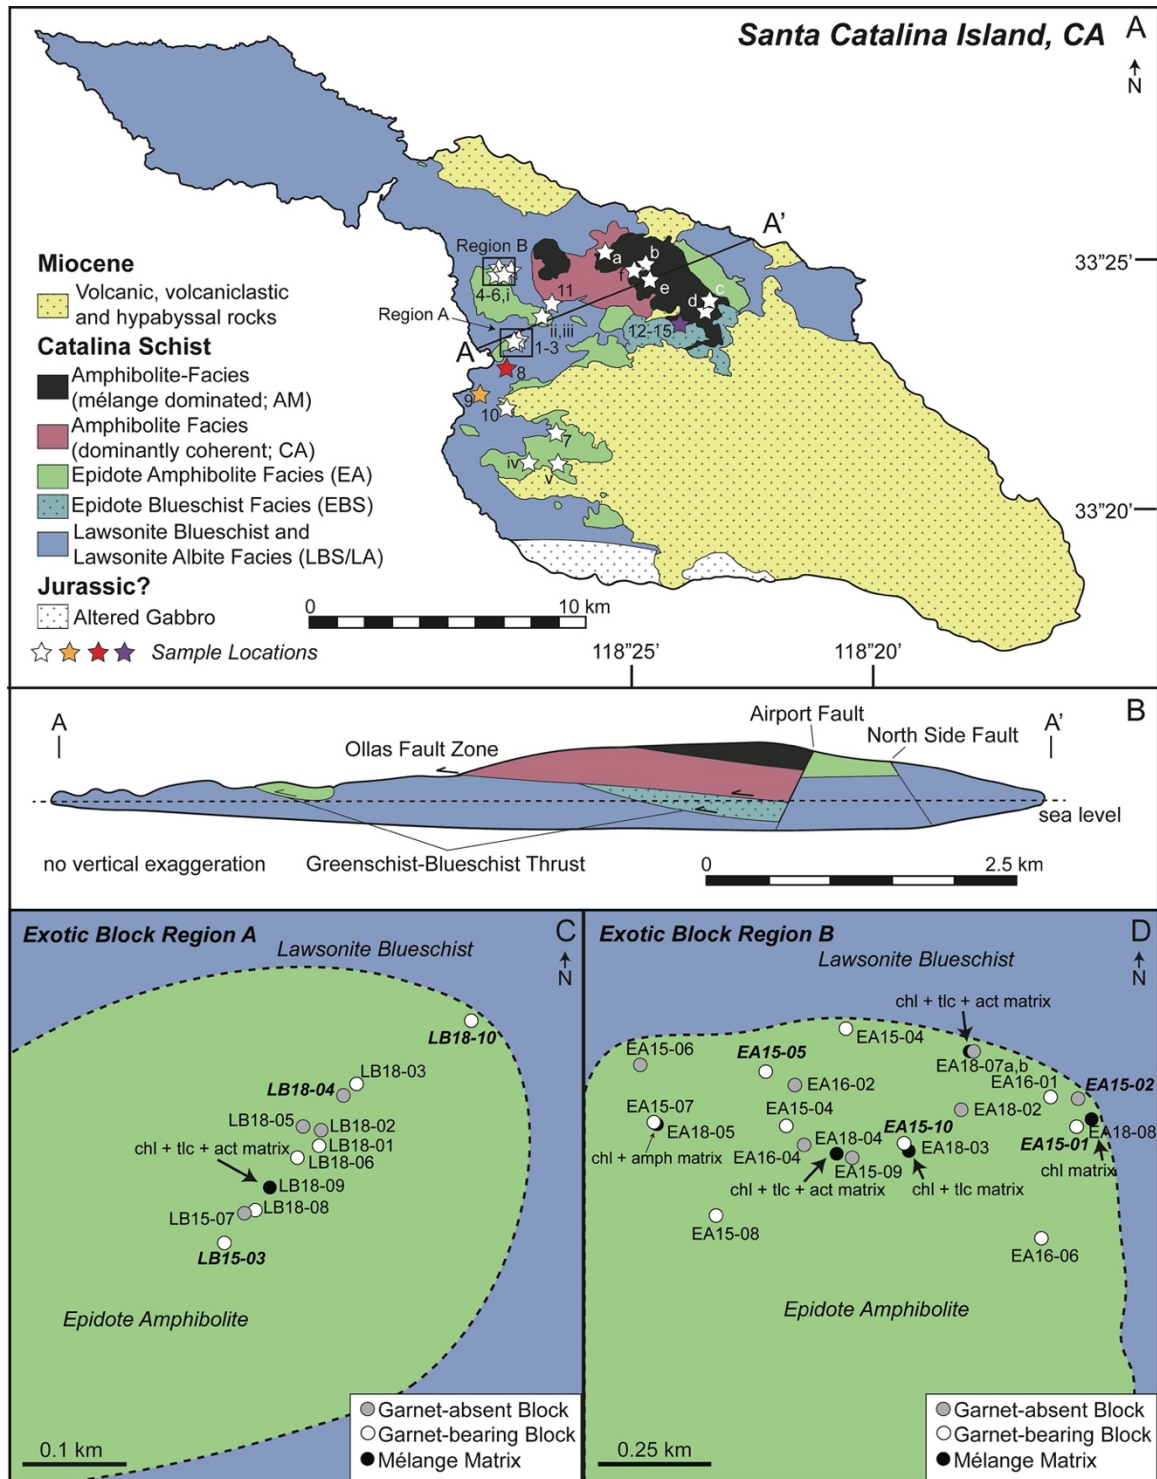 Santa Catalina Island, CA
A
N
Region B
4-6,i
Region A
A
A'
a
b
f
e
c
d
11
ii,iii
1-3
12-15
8
9
10
7
iv
v
33"25'
33"20'
118"25'
118"20'
Miocene
Volcanic, volcaniclastic
and hypabyssal rocks
Catalina Schist
Amphibolite-Facies
(mélange dominated; AM)
Amphibolite Facies
(dominantly coherent; CA)
Epidote Amphibolite Facies (EA)
Epidote Blueschist Facies (EBS)
Lawsonite Blueschist and
Lawsonite Albite Facies (LBS/LA)
Jurassic?
Altered Gabbro
Sample Locations
0
10 km
B
A
A'
Ollas Fault Zone
Airport Fault
North Side Fault
sea level
no vertical exaggeration
Greenschist-Blueschist Thrust
0
2.5 km
Exotic Block Region A
C
N
Lawsonite Blueschist
LB18-10
LB18-03
LB18-04
LB18-05
LB18-02
LB18-01
chl + tlc + act matrix
LB18-06
LB18-09
LB18-08
LB15-07
LB15-03
Epidote Amphibolite
0.1 km
Garnet-absent Block
Garnet-bearing Block
Mélange Matrix
Exotic Block Region B
D
N
Lawsonite Blueschist
chl + tlc + act matrix
EA15-04
EA15-06
EA15-05
EA18-07a,b
EA16-01
EA15-02
EA16-02
EA15-07
EA15-04
EA18-02
EA18-05
EA18-04
EA15-10
EA18-08
EA15-01
chl + amph matrix
EA16-04
EA18-03
chl matrix
EA15-09
chl + tlc + act matrix
chl + tlc matrix
EA15-08
EA16-06
Epidote Amphibolite
0.25 km
Garnet-absent Block
Garnet-bearing Block
Mélange Matrix